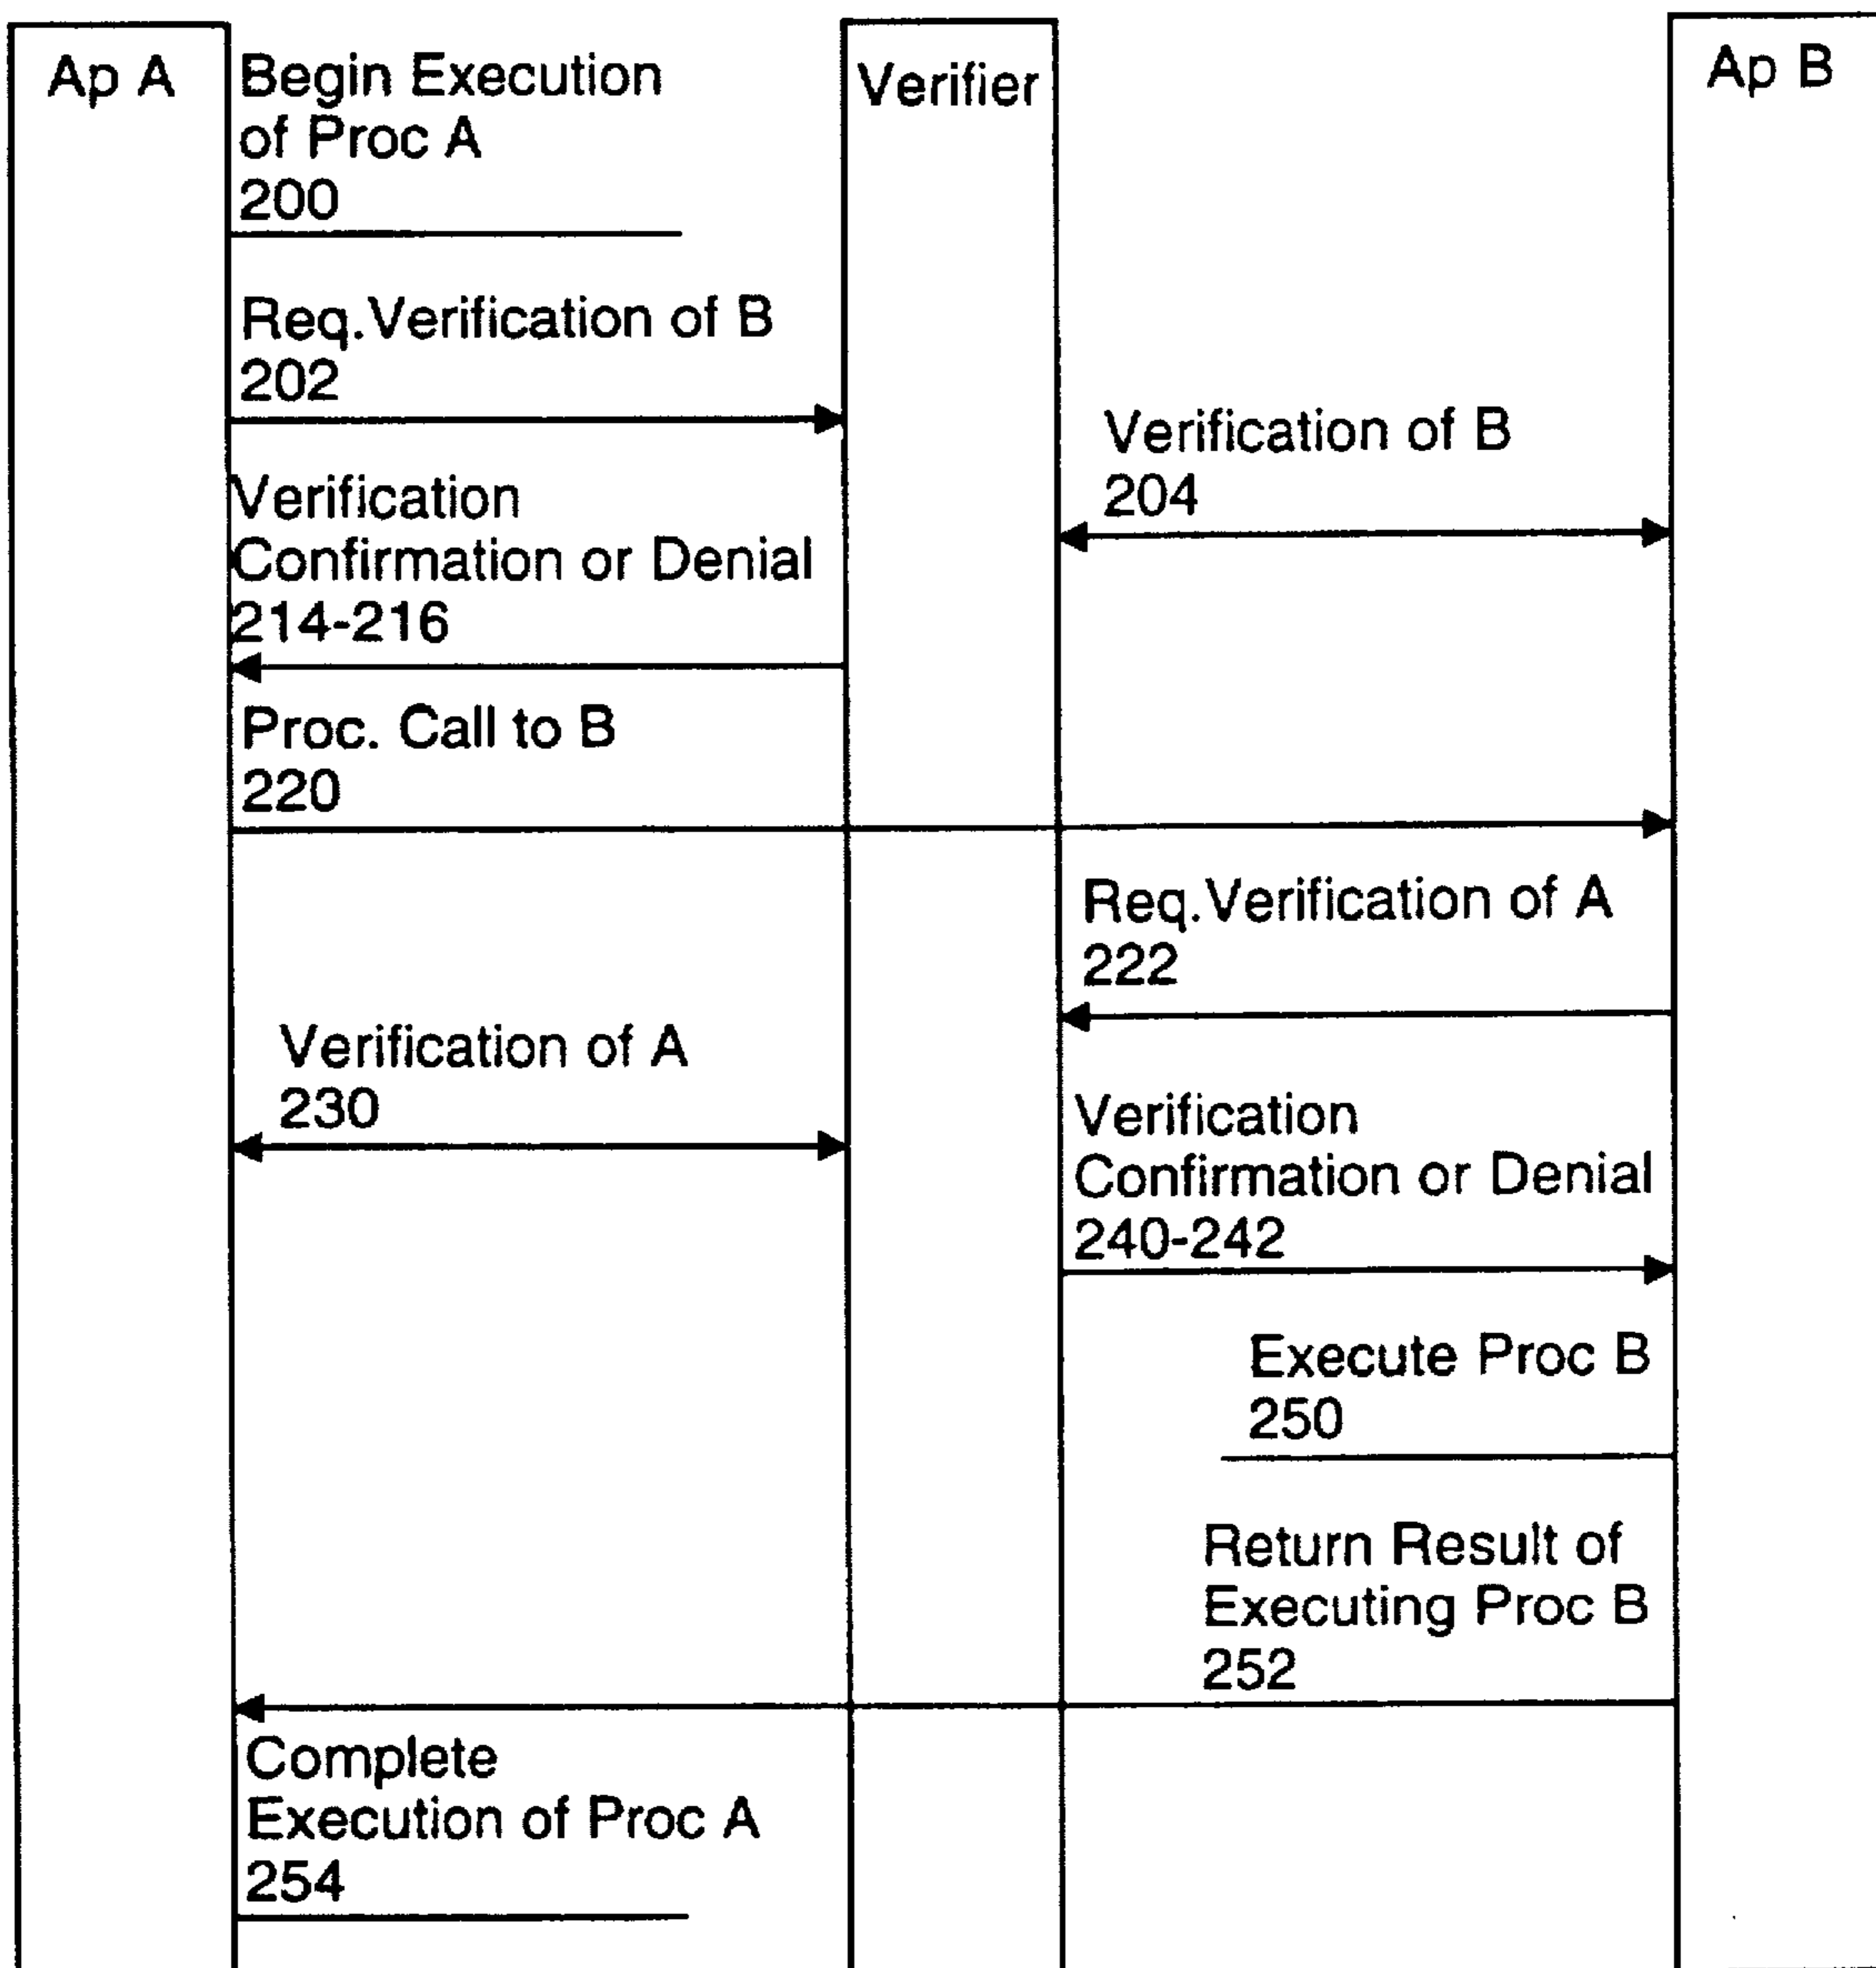 Ap A
Begin Execution
of Proc A
200
Verifier
Ap B
Req.Verification of B
202
Verification of B
204
Verification
Confirmation or Denial
214-216
Proc. Call to B
220
Req.Verification of A
222
Verification of A
230
Verification
Confirmation or Denial
240-242
Execute Proc B
250
Return Result of
Executing Proc B
252
Complete
Execution of Proc A
254